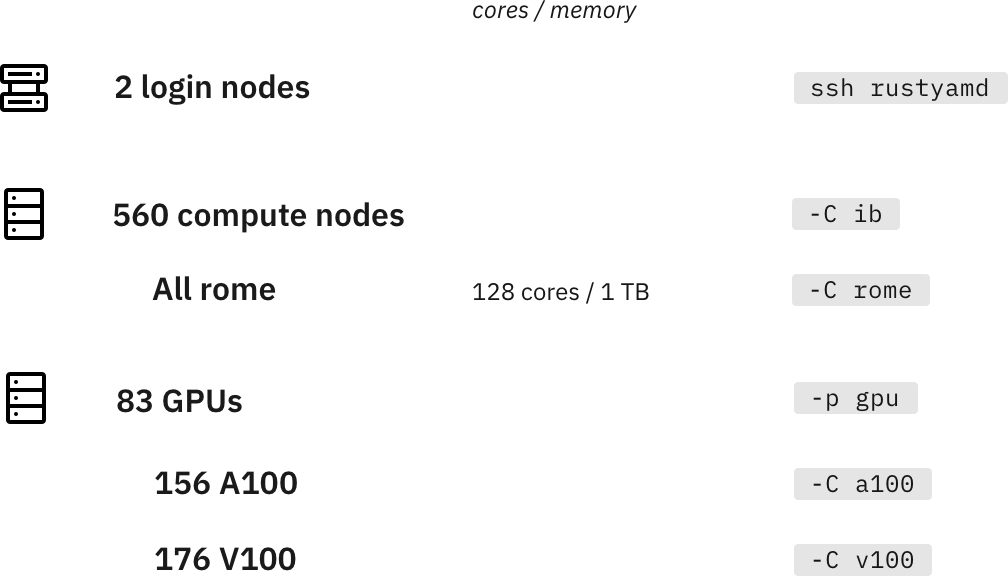 cores / memory
2 login nodes ssh rustyamd
560 compute nodes -C ib
All rome 128 cores / 1 TB -C rome
83 GPUs -p gpu
156 A100 -C a100
176 V100 -C v100